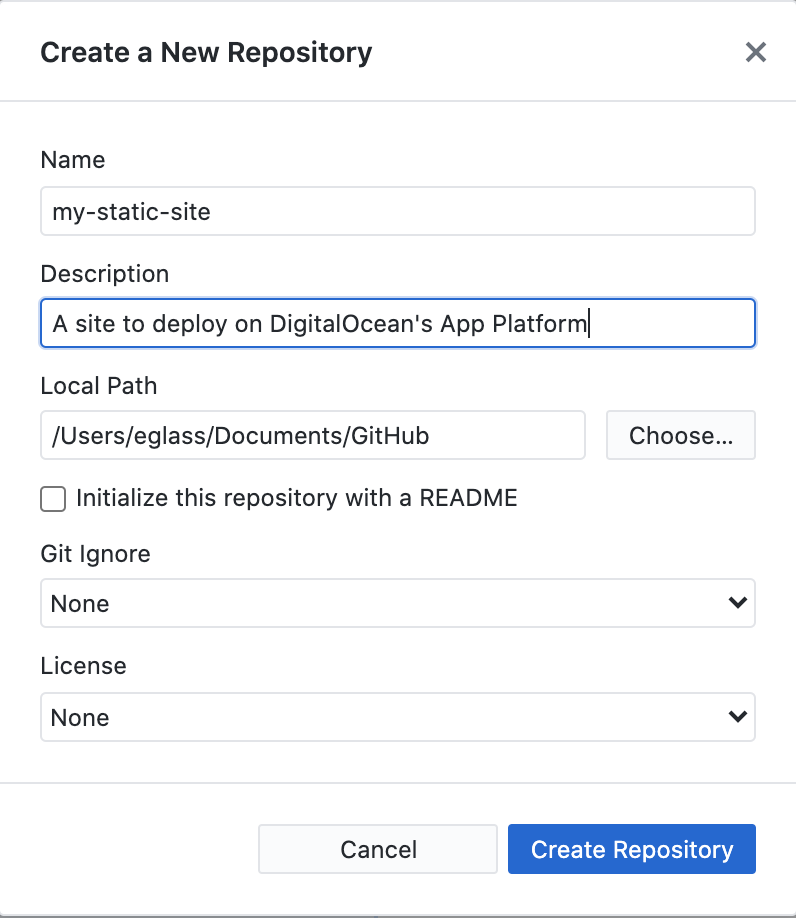 Create a New Repository
Name
my-static-site
Description
A site to deploy on DigitalOcean's App Platform
Local Path
/Users/eglass/Documents/GitHub Choose...
Initialize this repository with a README
Git Ignore
None
License
None
Cancel Create Repository